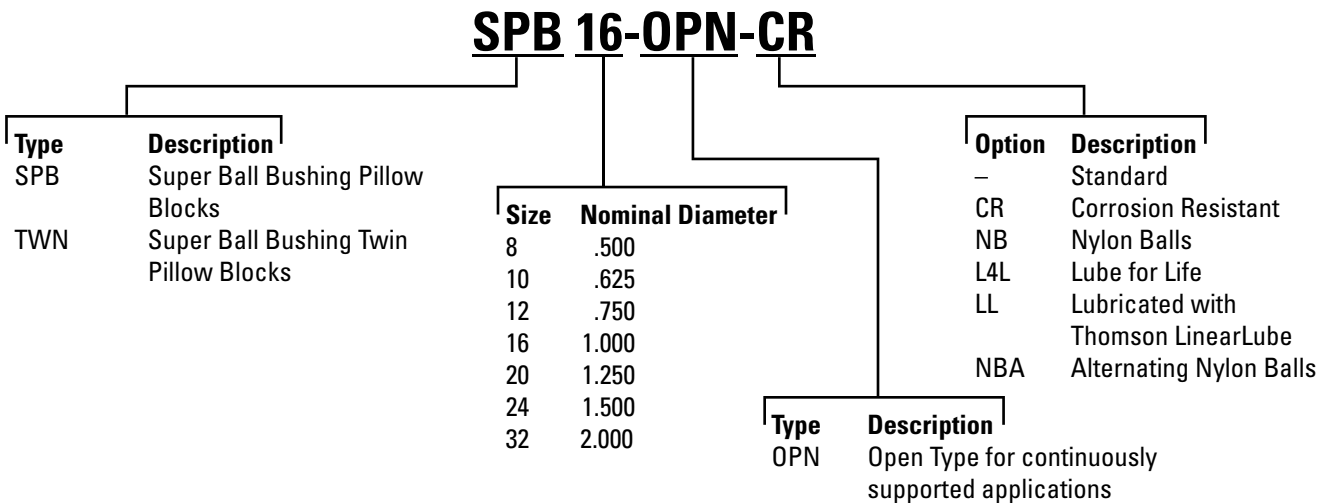 SPB 16-OPN-CR
Type Description
SPB Super Ball Bushing Pillow
Blocks
TWN Super Ball Bushing Twin
Pillow Blocks
Size Nominal Diameter
8 .500
10 .625
12 .750
16 1.000
20 1.250
24 1.500
32 2.000
Type Description
OPN Open Type for continuously
supported applications
Option Description
– Standard
CR Corrosion Resistant
NB Nylon Balls
L4L Lube for Life
LL Lubricated with
Thomson LinearLube
NBA Alternating Nylon Balls